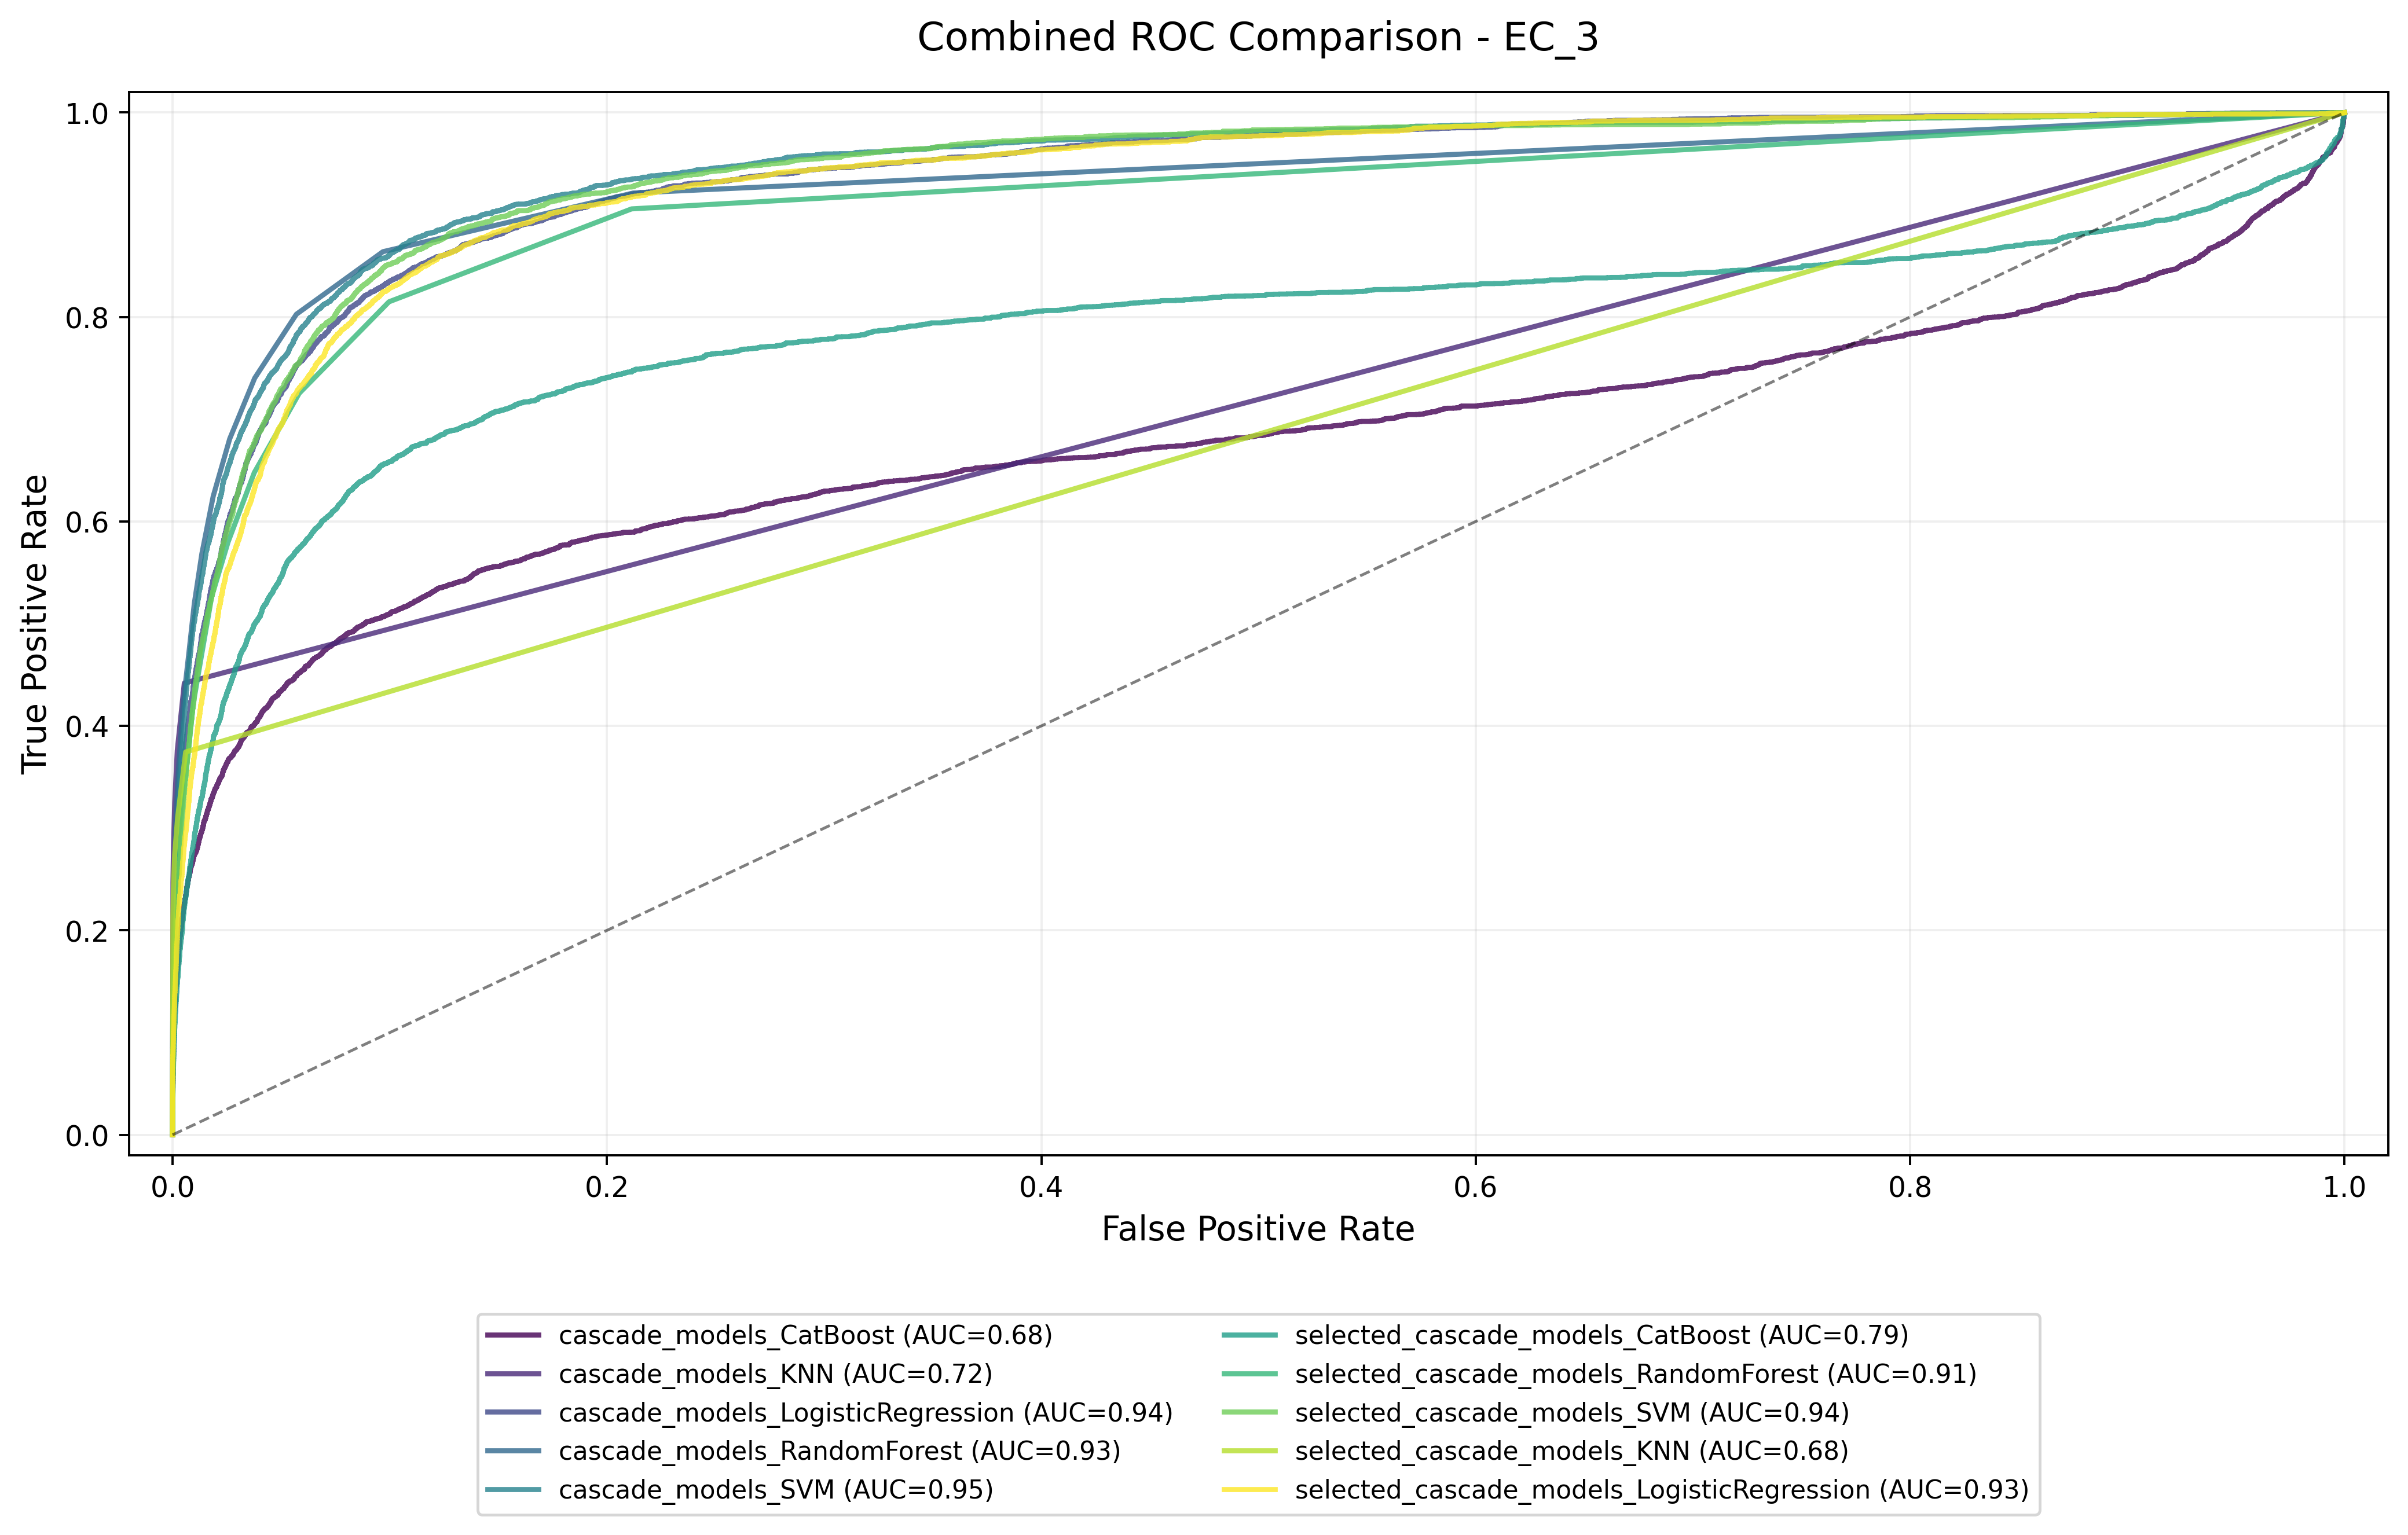 Combined ROC Comparison - EC_3
True Positive Rate
1.0
0.8
0.6
0.4
0.2
0.0
0.0
0.2
0.4
0.6
0.8
1.0
False Positive Rate
cascade_models_CatBoost (AUC=0.68)
cascade_models_KNN (AUC=0.72)
cascade_models_LogisticRegression (AUC=0.94)
cascade_models_RandomForest (AUC=0.93)
cascade_models_SVM (AUC=0.95)
selected_cascade_models_CatBoost (AUC=0.79)
selected_cascade_models_RandomForest (AUC=0.91)
selected_cascade_models_SVM (AUC=0.94)
selected_cascade_models_KNN (AUC=0.68)
selected_cascade_models_LogisticRegression (AUC=0.93)